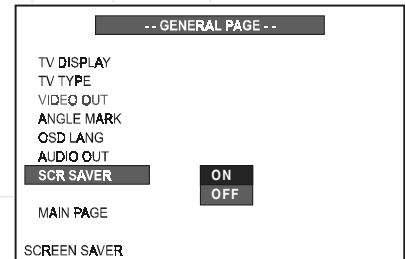 - - GENERAL PAGE - -
TV DISPLAY
TV TYPE
VIDEO OUT
ANGLE MARK
OSD LANG
AUDIO OUT
SCR SAVER
ON
OFF
MAIN PAGE
SCREEN SAVER